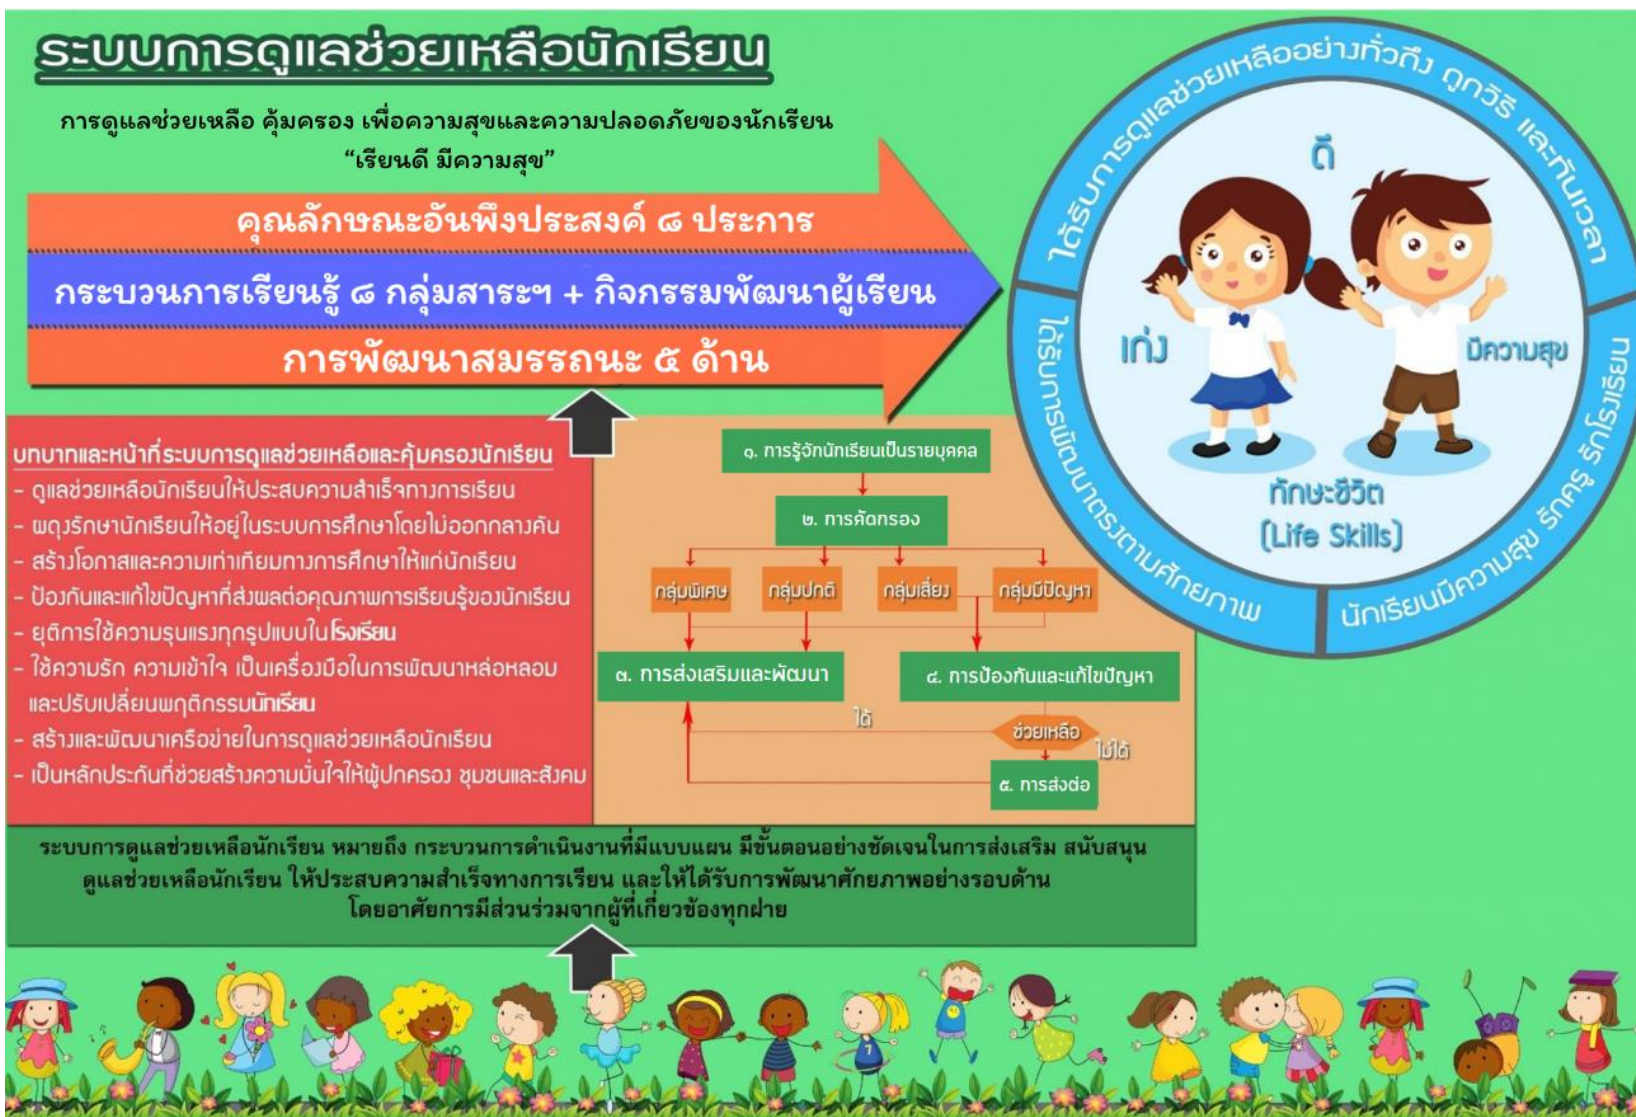 ระบบการดูแลช่วยเหลือนักเรียน
การดูแลช่วยเหลือ คุ้มครอง เพื่อความสุขและความปลอดภัยของนักเรียน
“เรียนดี มีความสุข”
คุณลักษณะอันพึงประสงค์ ๘ ประการ
กระบวนการเรียนรู้ ๘ กลุ่มสาระฯ + กิจกรรมพัฒนาผู้เรียน
การพัฒนาสมรรถนะ ๕ ด้าน
ได้รับการดูแลช่วยเหลืออย่างทั่วถึง ถูกวิธี และทันเวลา
ดี
เก่ง
มีความสุข
ทักษะชีวิต
(Life Skills)
ได้รับการพัฒนาตรงตามศักยภาพ
นักเรียนมีความสุข รักครู รักโรงเรียน
บทบาทและหน้าที่ระบบการดูแลช่วยเหลือและคุ้มครองนักเรียน
- ดูแลช่วยเหลือนักเรียนให้ประสบความสำเร็จทางการเรียน
- ผดุงรักษานักเรียนให้อยู่ในระบบการศึกษาโดยไม่ออกกลางคัน
- สร้างโอกาสและความเท่าเทียมทางการศึกษาให้แก่นักเรียน
- ป้องกันและแก้ไขปัญหาที่ส่งผลต่อคุณภาพการเรียนรู้ของนักเรียน
- ยุติการใช้ความรุนแรงทุกรูปแบบในโรงเรียน
- ใช้ความรัก ความเข้าใจ เป็นเครื่องมือในการพัฒนาหล่อหลอม
และปรับเปลี่ยนพฤติกรรมนักเรียน
- สร้างและพัฒนาเครือข่ายในการดูแลช่วยเหลือนักเรียน
- เป็นหลักประกันที่ช่วยสร้างความมั่นใจให้ผู้ปกครอง ชุมชนและสังคม
๑. การรู้จักนักเรียนเป็นรายบุคคล
๒. การคัดกรอง
กลุ่มพิเศษ
กลุ่มปกติ
กลุ่มเสี่ยง
กลุ่มมีปัญหา
๓. การส่งเสริมและพัฒนา
๔. การป้องกันและแก้ไขปัญหา
ได้
ช่วยเหลือ
ไม่ได้
๕. การส่งต่อ
ระบบการดูแลช่วยเหลือนักเรียน หมายถึง กระบวนการดำเนินงานที่มีแบบแผน มีขั้นตอนอย่างชัดเจนในการส่งเสริม สนับสนุน
ดูแลช่วยเหลือนักเรียน ให้ประสบความสำเร็จทางการเรียน และให้ได้รับการพัฒนาศักยภาพอย่างรอบด้าน
โดยอาศัยการมีส่วนร่วมจากผู้ที่เกี่ยวข้องทุกฝ่าย